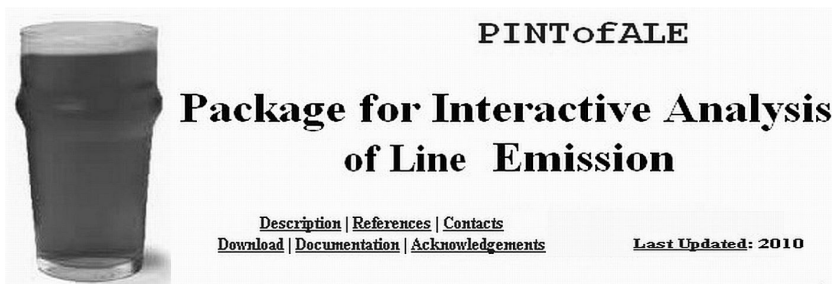 PINTofALE
Package for Interactive Analysis
of Line Emission
Description | References | Contacts
Download | Documentation | Acknowledgements
Last Updated: 2010